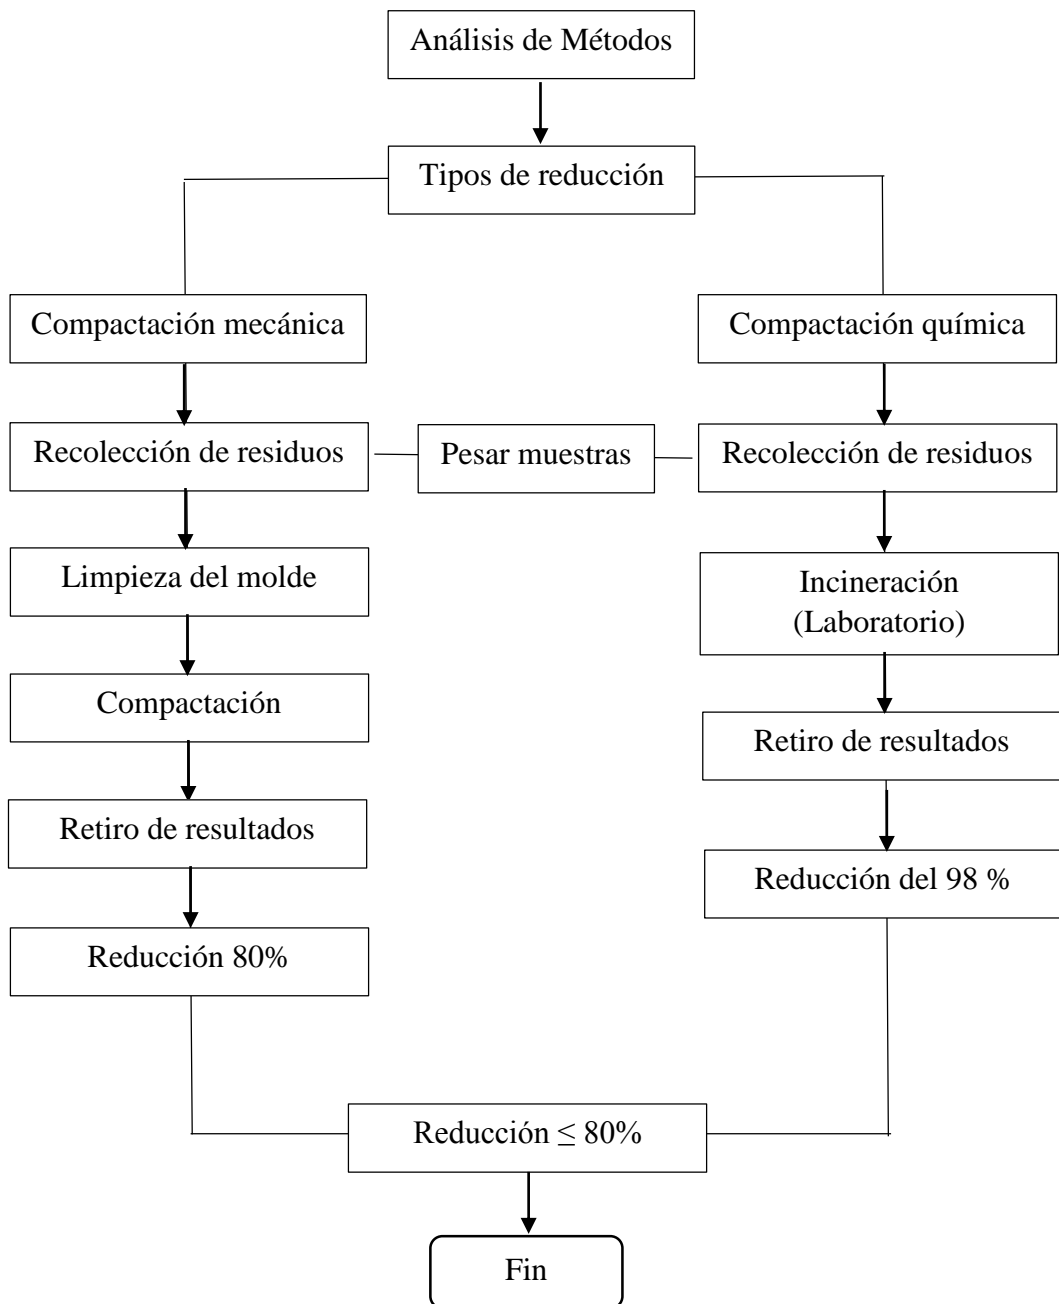 Análisis de Métodos
Tipos de reducción
Compactación mecánica
Compactación química
Recolección de residuos
Pesar muestras
Recolección de residuos
Limpieza del molde
Incineración
(Laboratorio)
Compactación
Retiro de resultados
Retiro de resultados
Reducción del 98 %
Reducción 80%
Reducción ≤ 80%
Fin